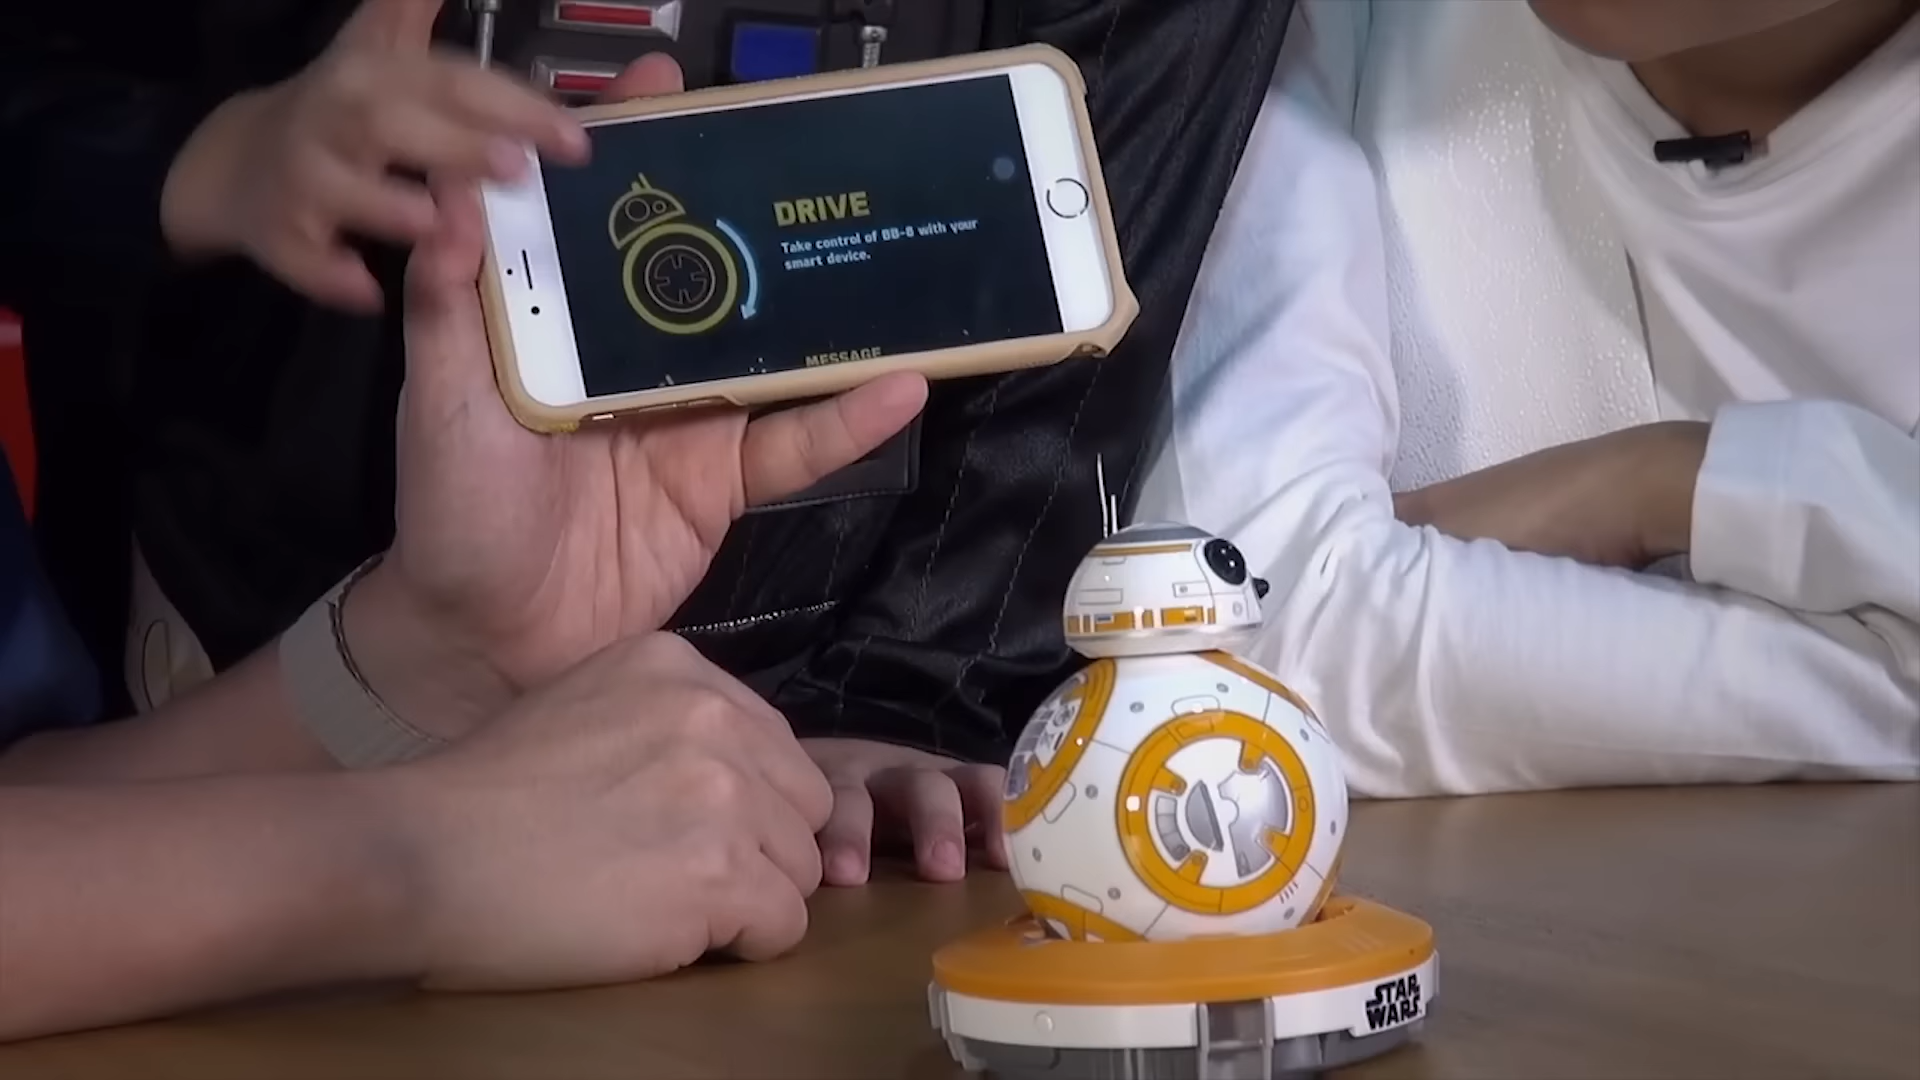 DRIVE
Take control of BB-8 with your
smart device.
MESSAGE
STAR
WARS